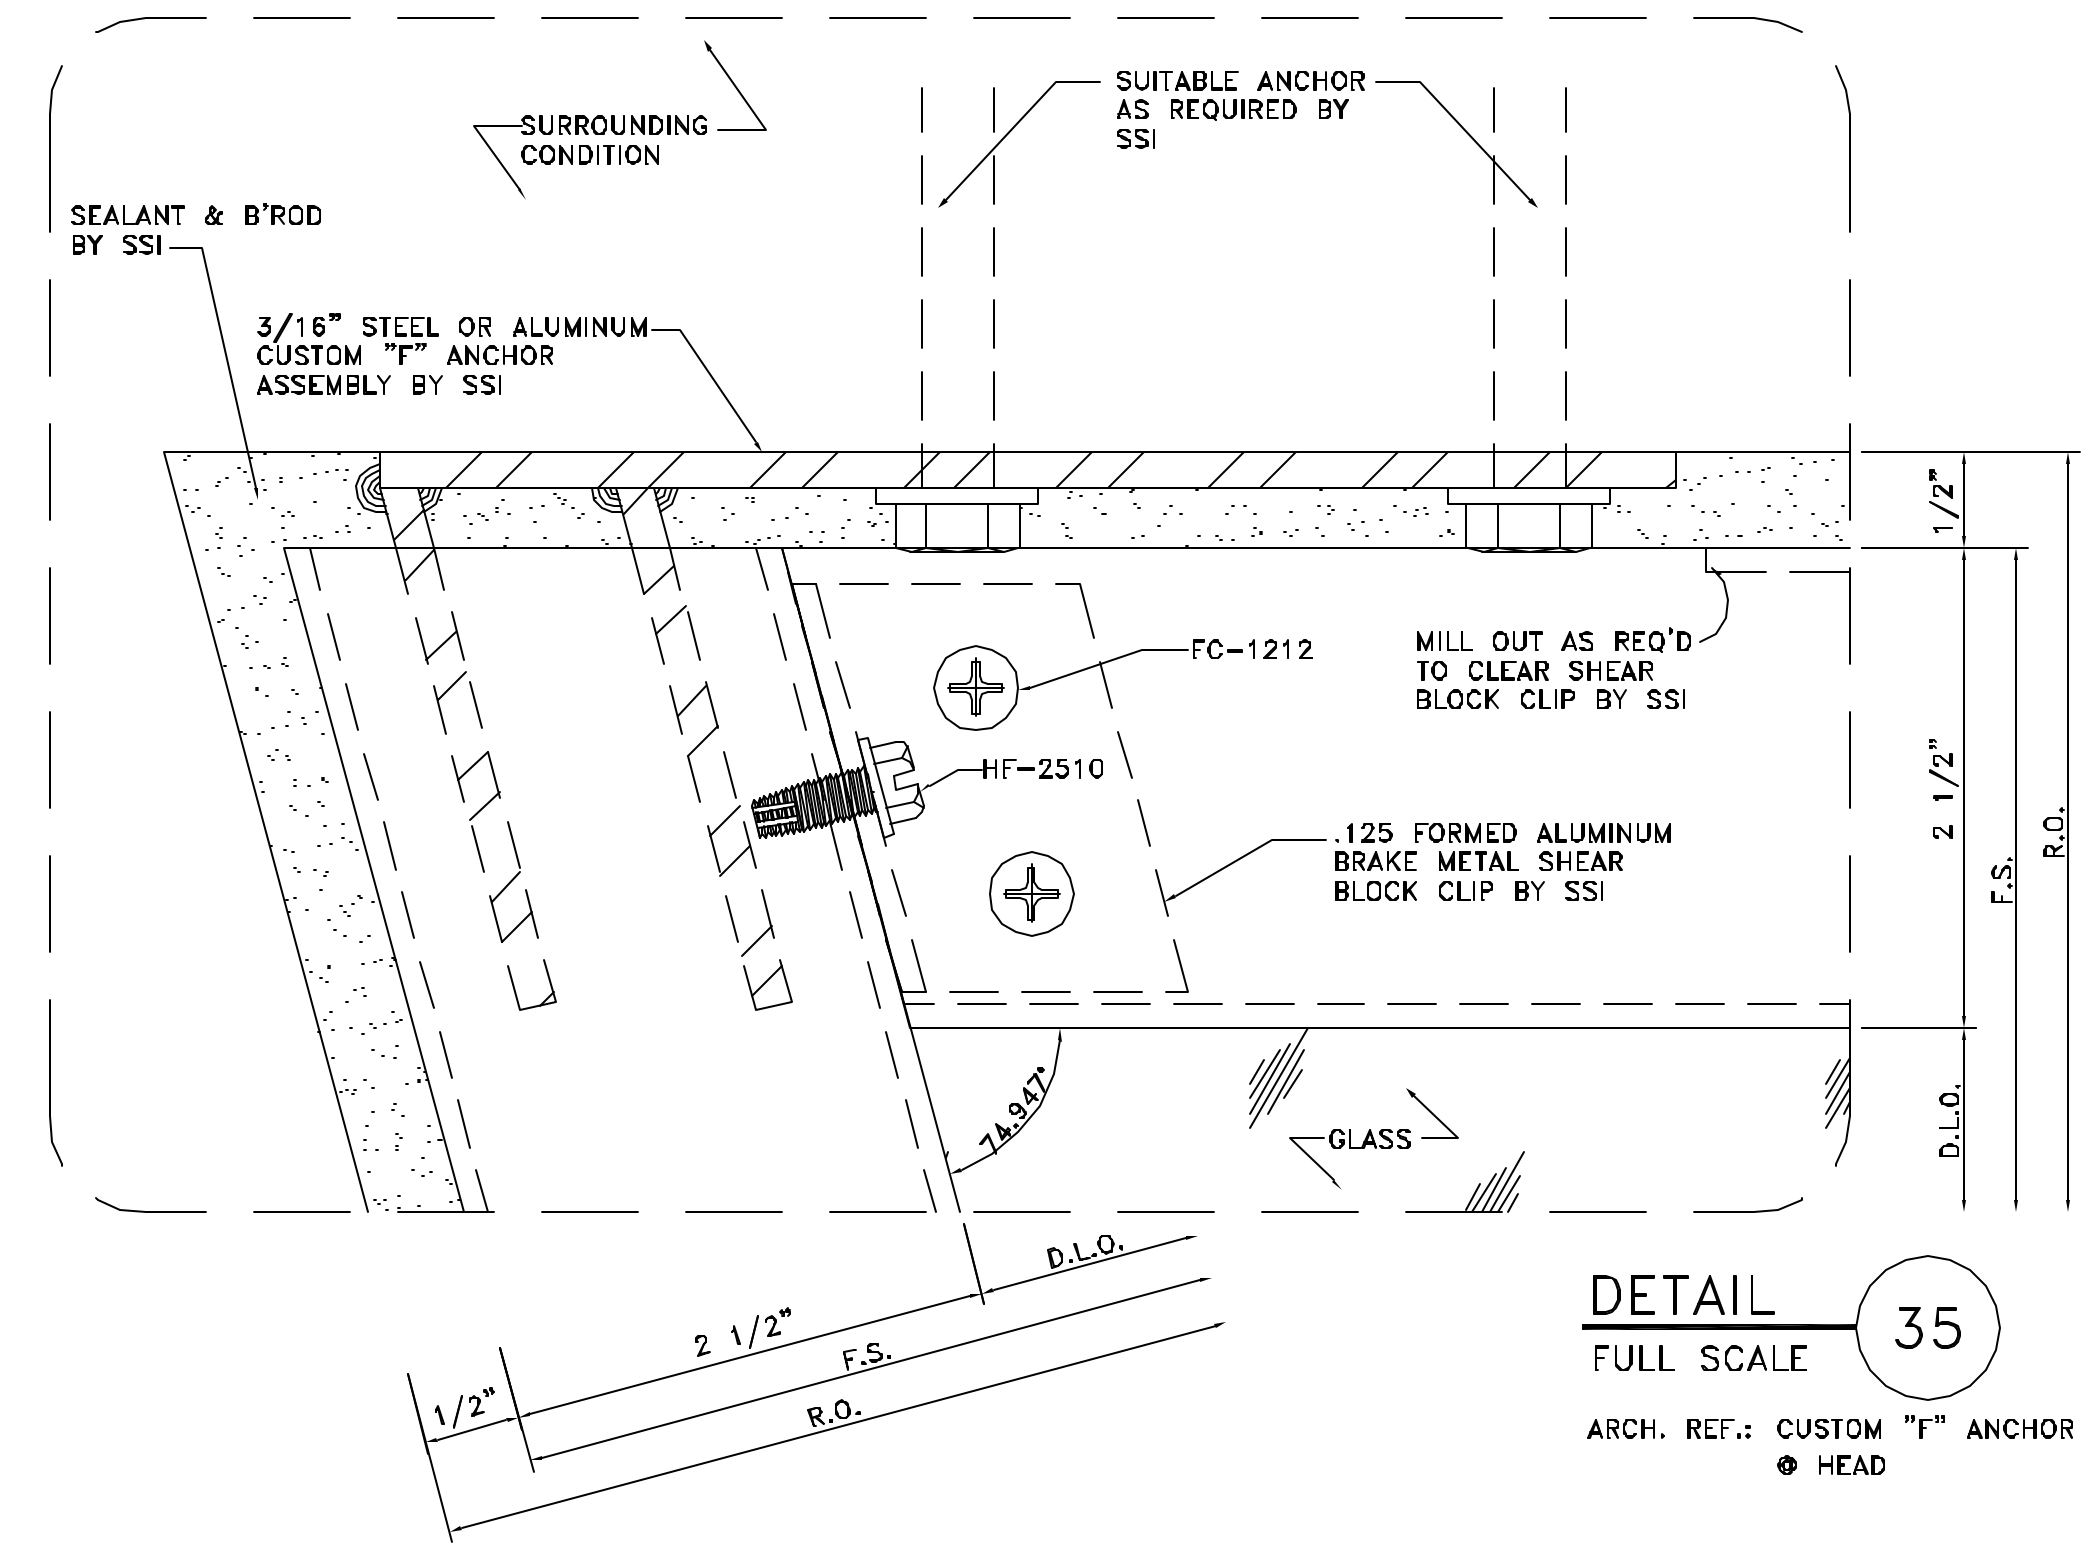 SUITABLE ANCHOR
AS REQUIRED BY
SSI
SURROUNDING
CONDITION
SEALANT & B'ROD
BY SSI
3/16" STEEL OR ALUMINUM
CUSTOM "F" ANCHOR
ASSEMBLY BY SSI
1/2"
FC-1212
MILL OUT AS REQ'D
TO CLEAR SHEAR
BLOCK CLIP BY SSI
HF-2510
2 1/2"
R.O.
F.S.
.125 FORMED ALUMINUM
BRAKE METAL SHEAR
BLOCK CLIP BY SSI
74.947°
GLASS
D.L.O.
D.L.O.
2 1/2"
F.S.
1/2"
R.O.
DETAIL
35
FULL SCALE
ARCH. REF.: CUSTOM "F" ANCHOR
@ HEAD